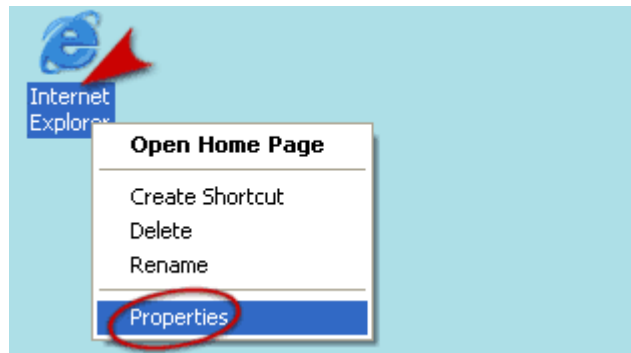 Internet
Explorer
Open Home Page
Create Shortcut
Delete
Rename
Properties